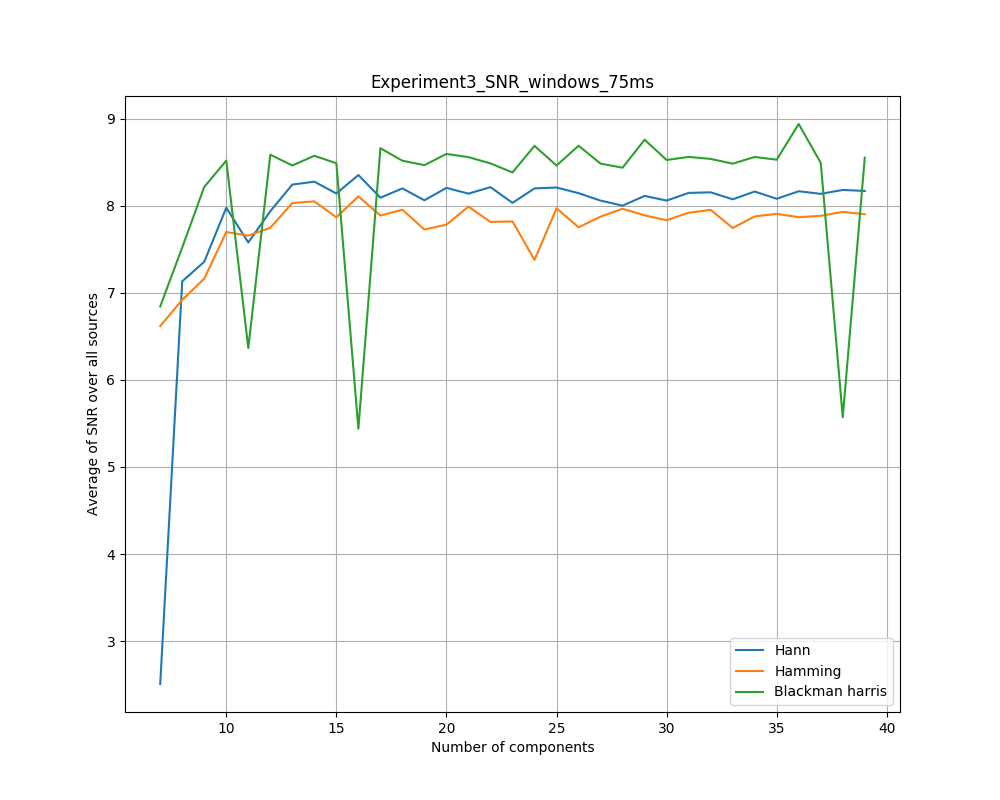 Experiment3_SNR_windows_75ms
Average of SNR over all sources
9
8
7
6
5
4
3
10 15 20 25 30 35 40
Number of components
Hann
Hamming
Blackman harris